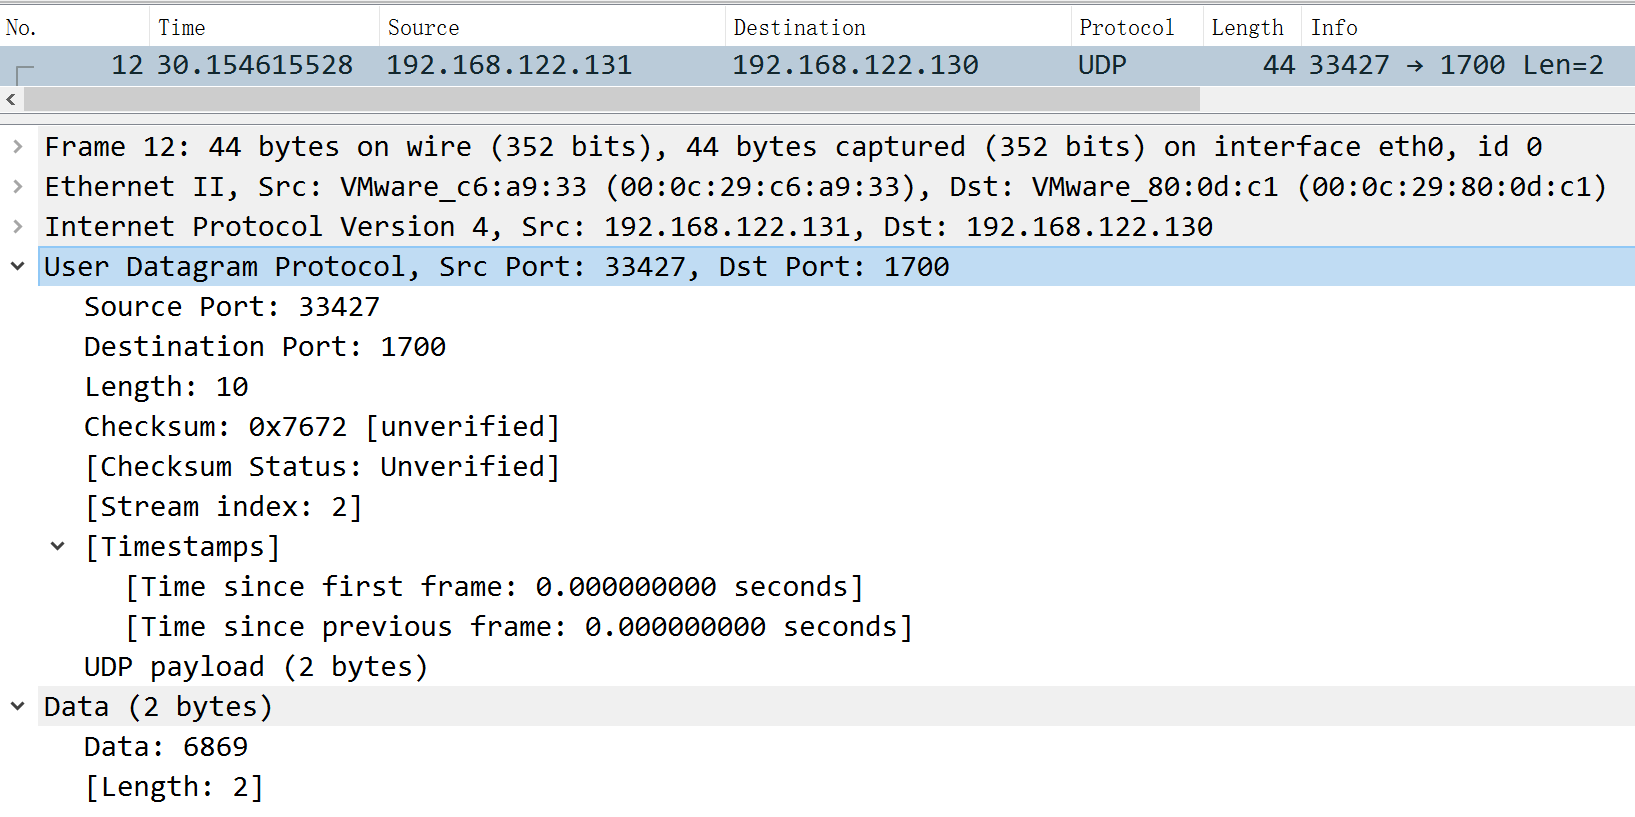 No. Time Source Destination Protocol Length Info
12 30.154615528 192.168.122.131 192.168.122.130 UDP 44 33427 → 1700 Len=2
Frame 12: 44 bytes on wire (352 bits), 44 bytes captured (352 bits) on interface eth0, id 0
Ethernet II, Src: VMware_c6:a9:33 (00:0c:29:c6:a9:33), Dst: VMware_80:0d:c1 (00:0c:29:80:0d:c1)
Internet Protocol Version 4, Src: 192.168.122.131, Dst: 192.168.122.130
User Datagram Protocol, Src Port: 33427, Dst Port: 1700
Source Port: 33427
Destination Port: 1700
Length: 10
Checksum: 0x7672 [unverified]
[Checksum Status: Unverified]
[Stream index: 2]
[Timestamps]
[Time since first frame: 0.000000000 seconds]
[Time since previous frame: 0.000000000 seconds]
UDP payload (2 bytes)
Data (2 bytes)
Data: 6869
[Length: 2]